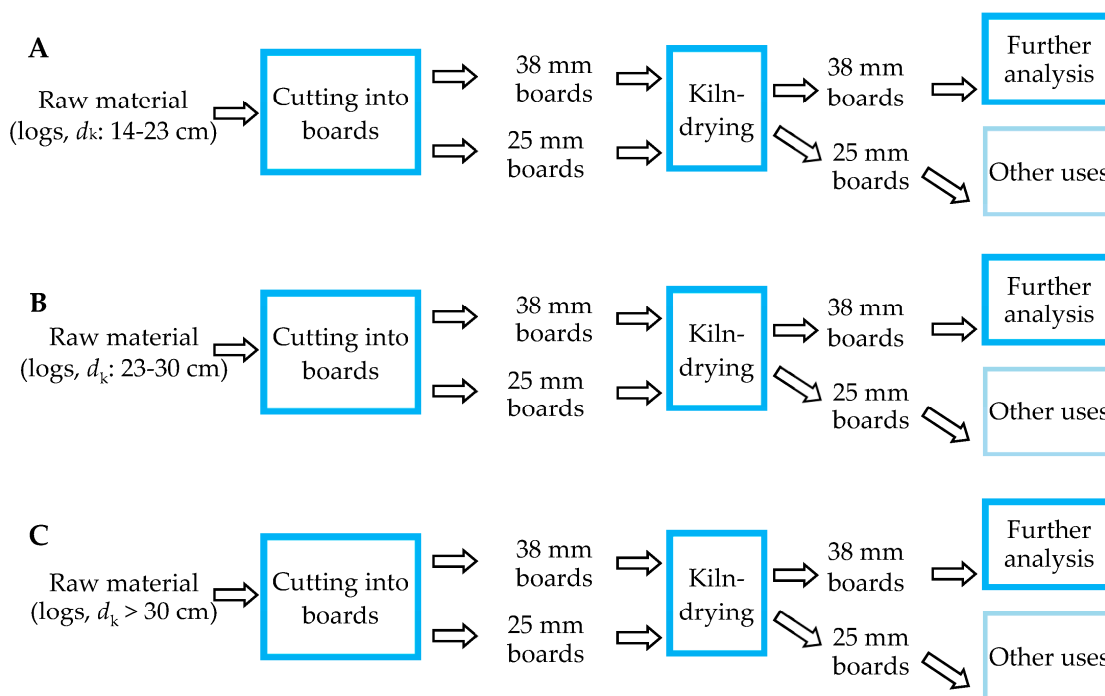 A
Raw material
(logs, dk: 14-23 cm)
Cutting into
boards
38 mm
boards
25 mm
boards
Kiln-
drying
38 mm
boards
25 mm
boards
Further
analysis
Other uses
B
Raw material
(logs, dk: 23-30 cm)
Cutting into
boards
38 mm
boards
25 mm
boards
Kiln-
drying
38 mm
boards
25 mm
boards
Further
analysis
Other uses
C
Raw material
(logs, dk > 30 cm)
Cutting into
boards
38 mm
boards
25 mm
boards
Kiln-
drying
38 mm
boards
25 mm
boards
Further
analysis
Other uses